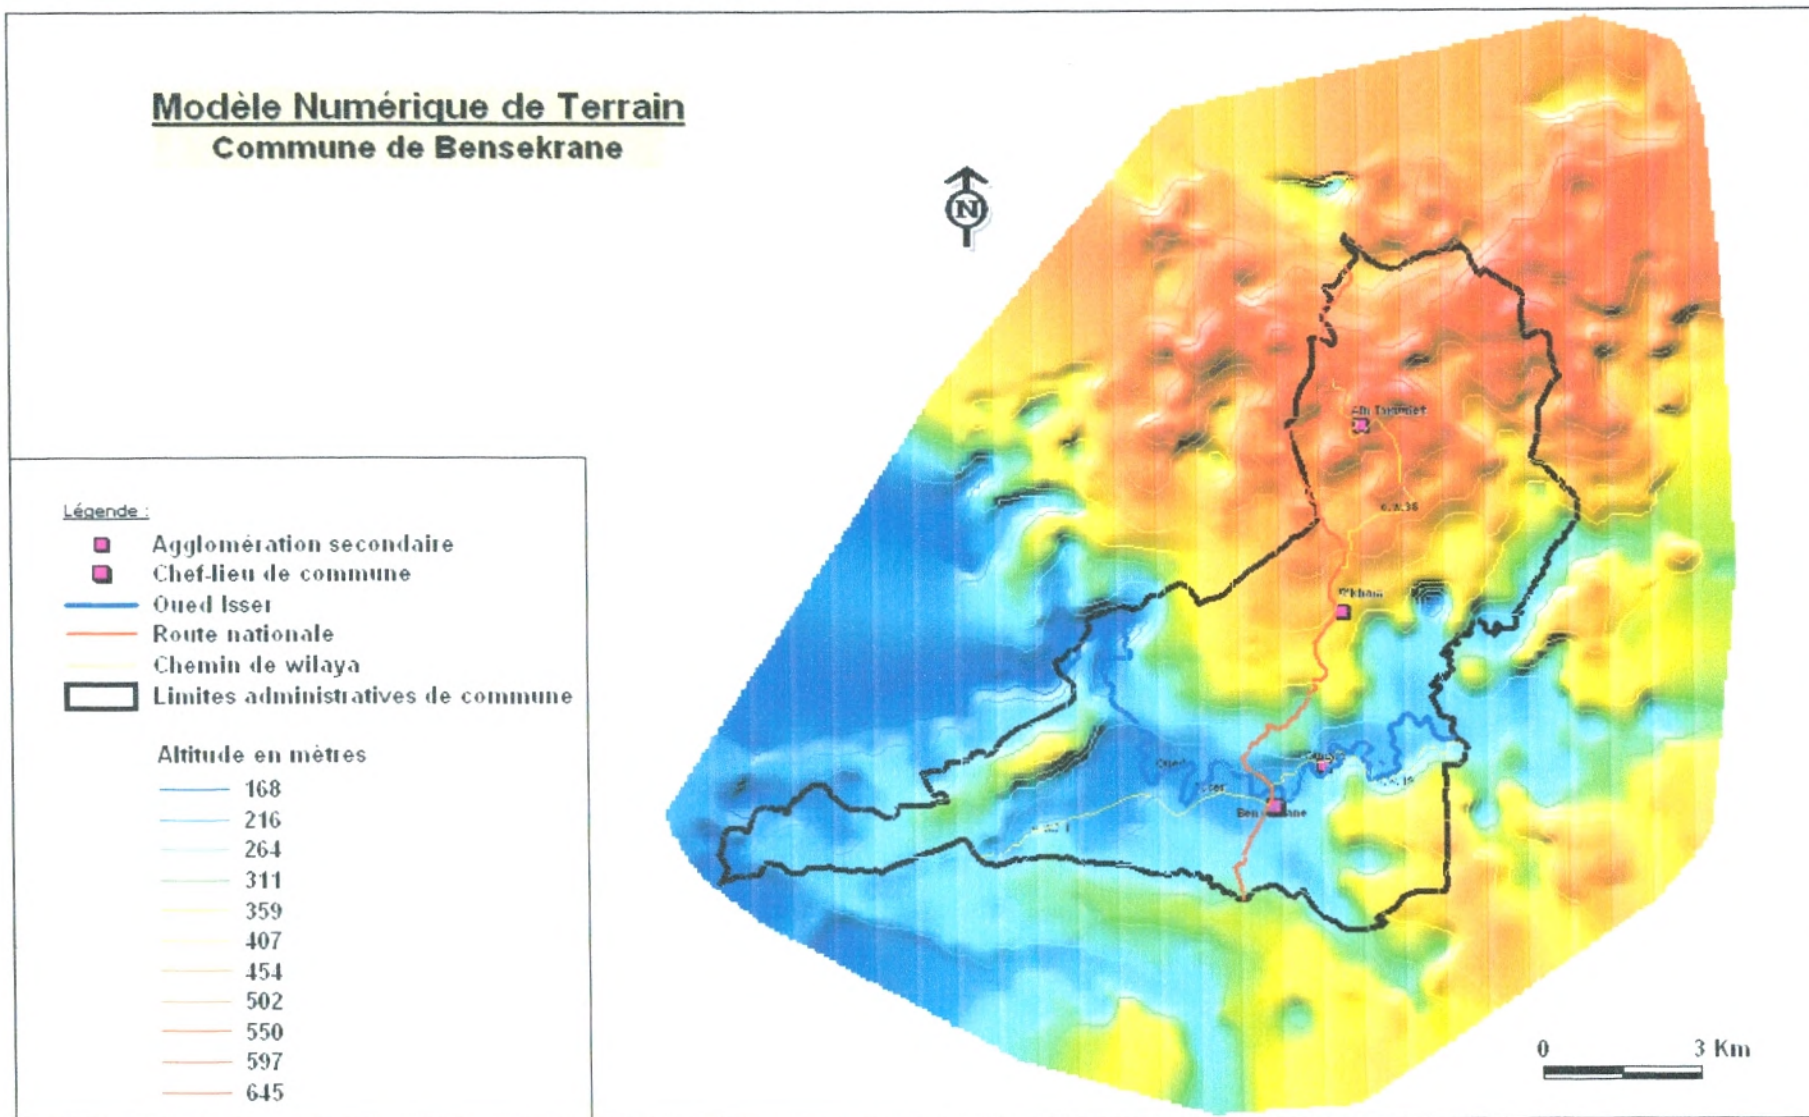 Modèle Numérique de Terrain
Commune de Bensekrane
N
Légende :
Agglomération secondaire
Chef-lieu de commune
Oued Isser
Route nationale
Chemin de wilaya
Limites administratives de commune
Altitude en mètres
168
216
264
311
359
407
454
502
550
597
645
0 3 Km